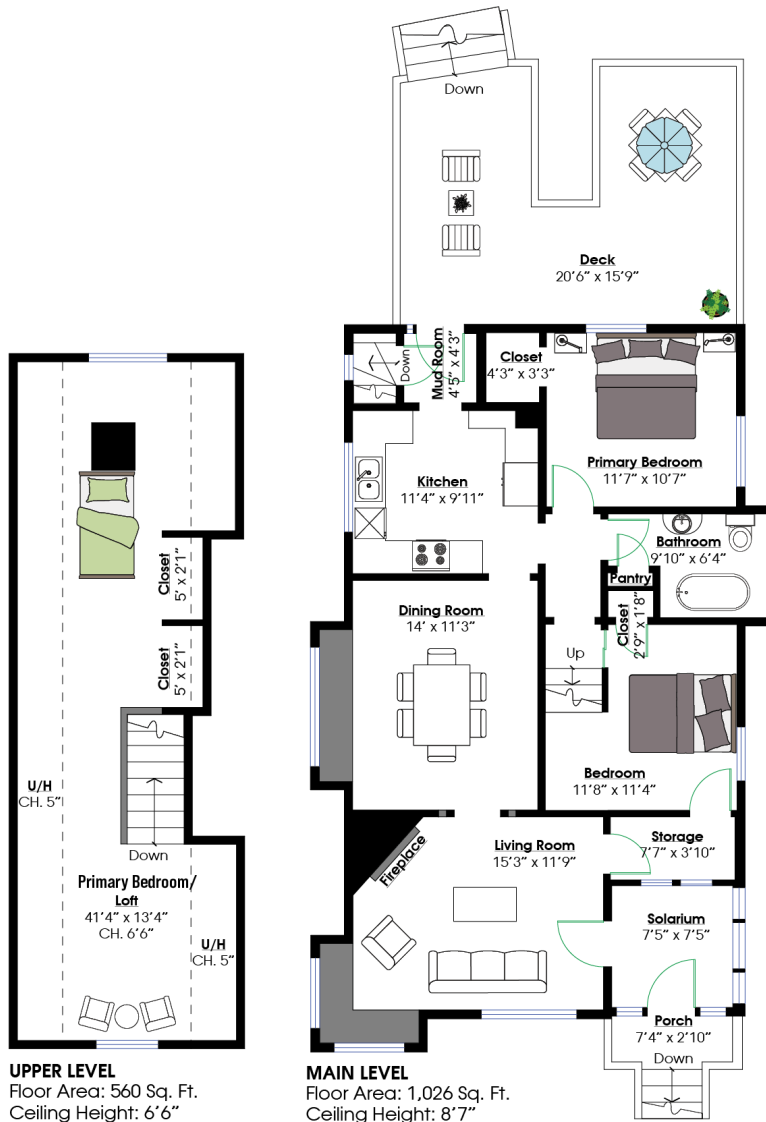 Down
Deck
20'6" x 15'9"
Down
Mud Room
4'5" x 4'3"
Closet
4'3" x 3'3"
Primary Bedroom
11'7" x 10'7"
Kitchen
11'4" x 9'11"
Bathroom
9'10" x 6'4"
Pantry
Closet
2'9" x 1'8"
Dining Room
14' x 11'3"
Up
Bedroom
11'8" x 11'4"
Living Room
15'3" x 11'9"
Fireplace
Storage
7'7" x 3'10"
Solarium
7'5" x 7'5"
Porch
7'4" x 2'10"
Down
MAIN LEVEL
Floor Area: 1,026 Sq. Ft.
Ceiling Height: 8'7"
Closet
5' x 2'1"
Closet
5' x 2'1"
U/H
CH. 5"
Down
Primary Bedroom/
Loft
41'4" x 13'4"
CH. 6'6"
U/H
CH. 5"
UPPER LEVEL
Floor Area: 560 Sq. Ft.
Ceiling Height: 6'6"